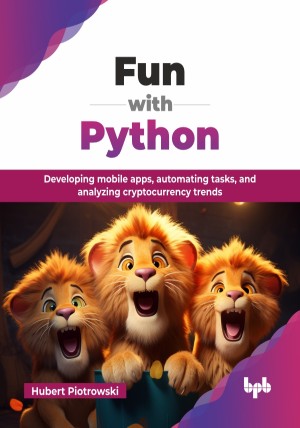 Fun
with
Python
Developing mobile apps, automating tasks, and
analyzing cryptocurrency trends
Hubert Piotrowski
bpb